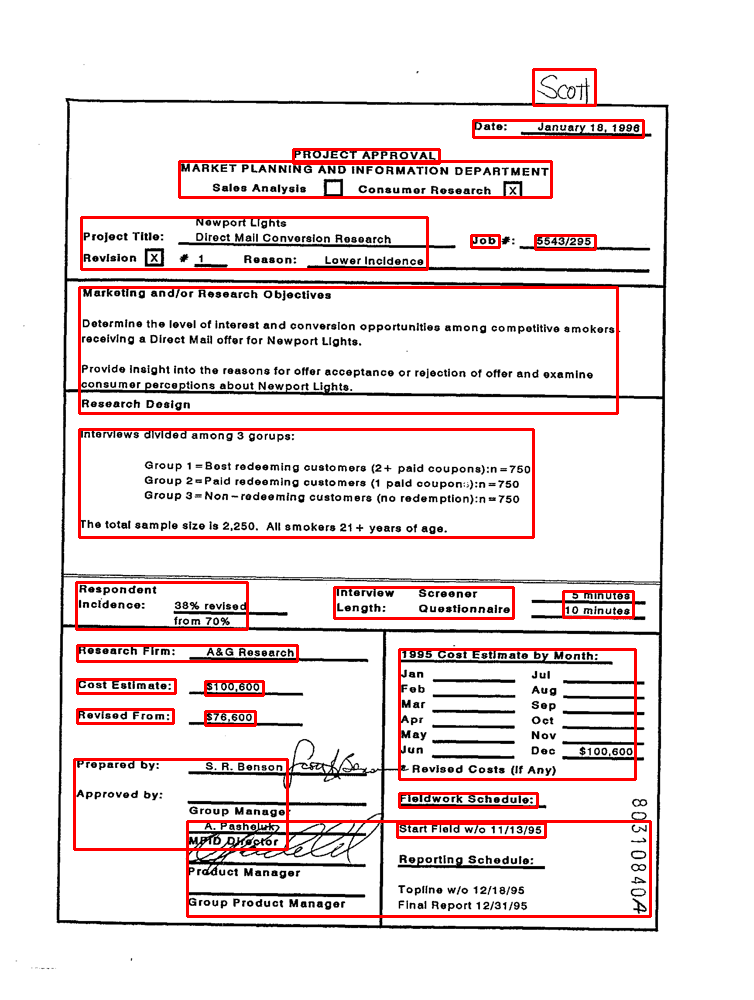 Scott
Date: January 18, 1996
PROJECT APPROVAL
MARKET PLANNING AND INFORMATION DEPARTMENT
Sales Analysis Consumer Research X
Newport Lights
Project Title: Direct Mail Conversion Research Job #: 5543/295
Revision X # 1 Reason: Lower Incidence
Marketing and/or Research Objectives
Determine the level of interest and conversion opportunities among competitive smokers
receiving a Direct Mail offer for Newport Lights.
Provide insight into the reasons for offer acceptance or rejection of offer and examine
consumer perceptions about Newport Lights.
Research Design
Interviews divided among 3 gorups:
Group 1=Best redeeming customers (2+ paid coupons):n=750
Group 2=Paid redeeming customers (1 paid coupons):n=750
Group 3=Non-redeeming customers (no redemption):n=750
The total sample size is 2,250. All smokers 21+ years of age.
Respondent Interview Screener 5 minutes
Incidence: 38% revised Length: Questionnaire 10 minutes
from 70%
Research Firm: A&G Research
Cost Estimate: $100,600
Revised From: $76,600
1995 Cost Estimate by Month:
Jan Jul
Feb Aug
Mar Sep
Apr Oct
May Nov
Jun Dec $100,600
& Revised Costs (If Any)
Prepared by: S. R. Benson
Approved by:
Group Manager
A. Pasheluk
MPID Director
Product Manager
Group Product Manager
Fieldwork Schedule:
Start Field w/o 11/13/95
Reporting Schedule:
Topline w/o 12/18/95
Final Report 12/31/95
80310840A